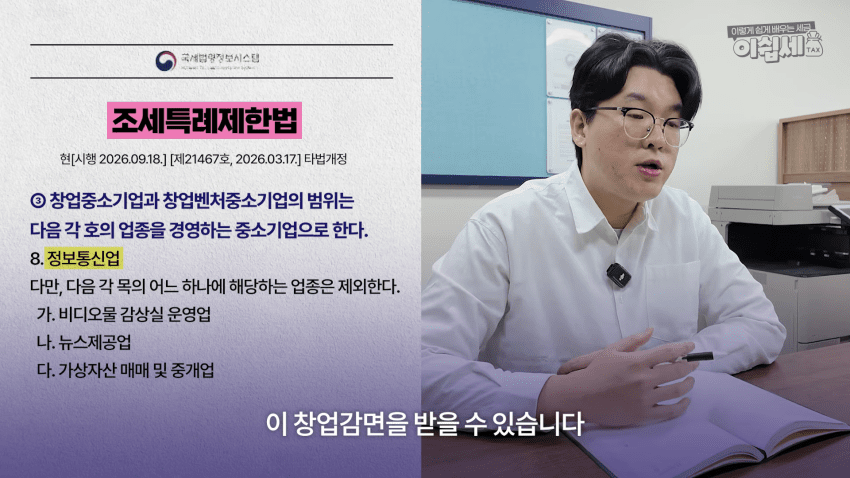 국세법령정보시스템
조세특례제한법
현[시행 2026.09.18.] [제21467호, 2026.03.17.] 타법개정
③ 창업중소기업과 창업벤처중소기업의 범위는
다음 각 호의 업종을 경영하는 중소기업으로 한다.
8. 정보통신업
다만, 다음 각 목의 어느 하나에 해당하는 업종은 제외한다.
가. 비디오물 감상실 운영업
나. 뉴스제공업
다. 가상자산 매매 및 중개업
이렇게 쉽게 배우는 세금
이쉽세
TAX
이 창업감면을 받을 수 있습니다